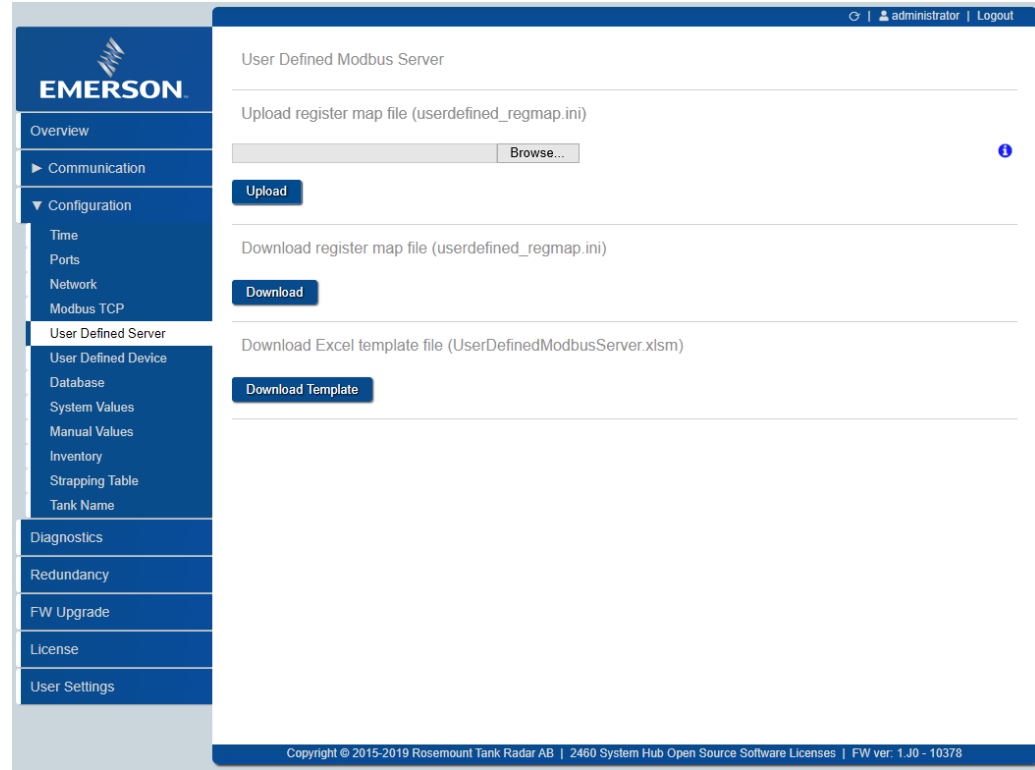 | administrator | Logout
EMERSON
Overview
► Communication
▼ Configuration
Time
Ports
Network
Modbus TCP
User Defined Server
User Defined Device
Database
System Values
Manual Values
Inventory
Strapping Table
Tank Name
Diagnostics
Redundancy
FW Upgrade
License
User Settings
User Defined Modbus Server
Upload register map file (userdefined_regmap.ini)
Browse...
Upload
Download register map file (userdefined_regmap.ini)
Download
Download Excel template file (UserDefinedModbusServer.xlsm)
Download Template
Copyright © 2015-2019 Rosemount Tank Radar AB | 2460 System Hub Open Source Software Licenses | FW ver: 1.J0 - 10378